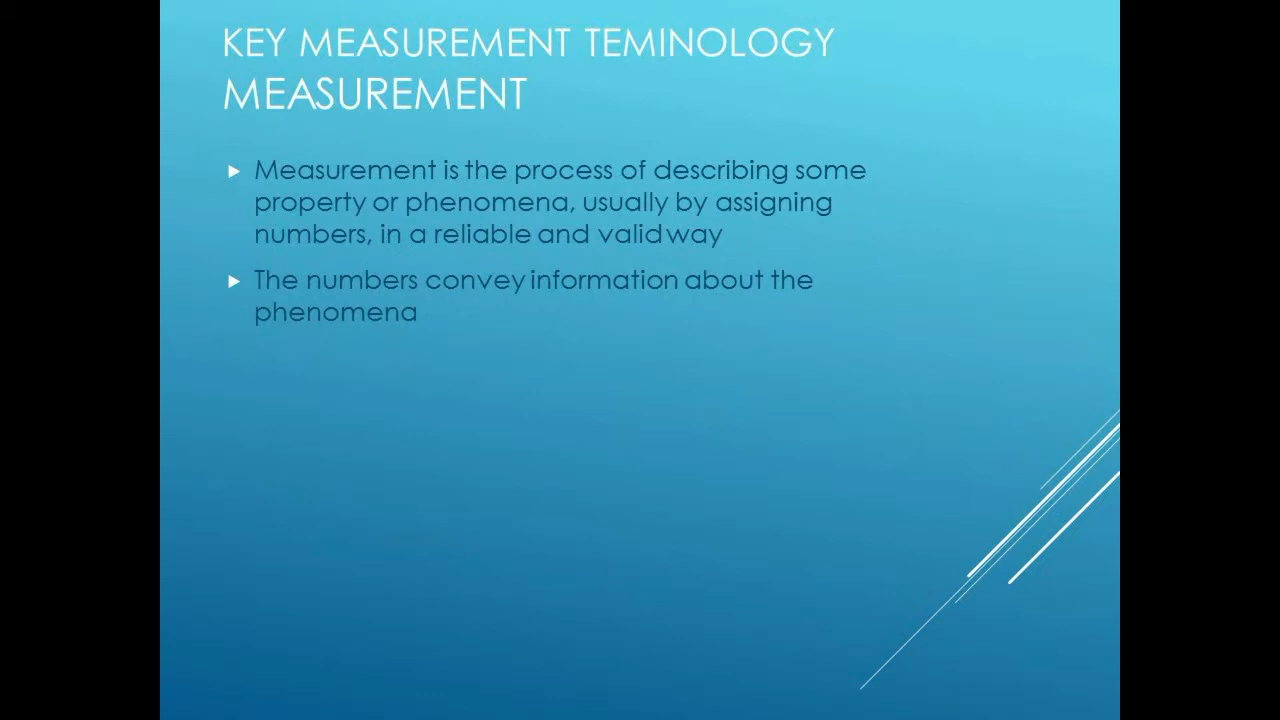 KEY MEASUREMENT TEMINOLOGY
MEASUREMENT
Measurement is the process of describing some
property or phenomena, usually by assigning
numbers, in a reliable and valid way
The numbers convey information about the
phenomena